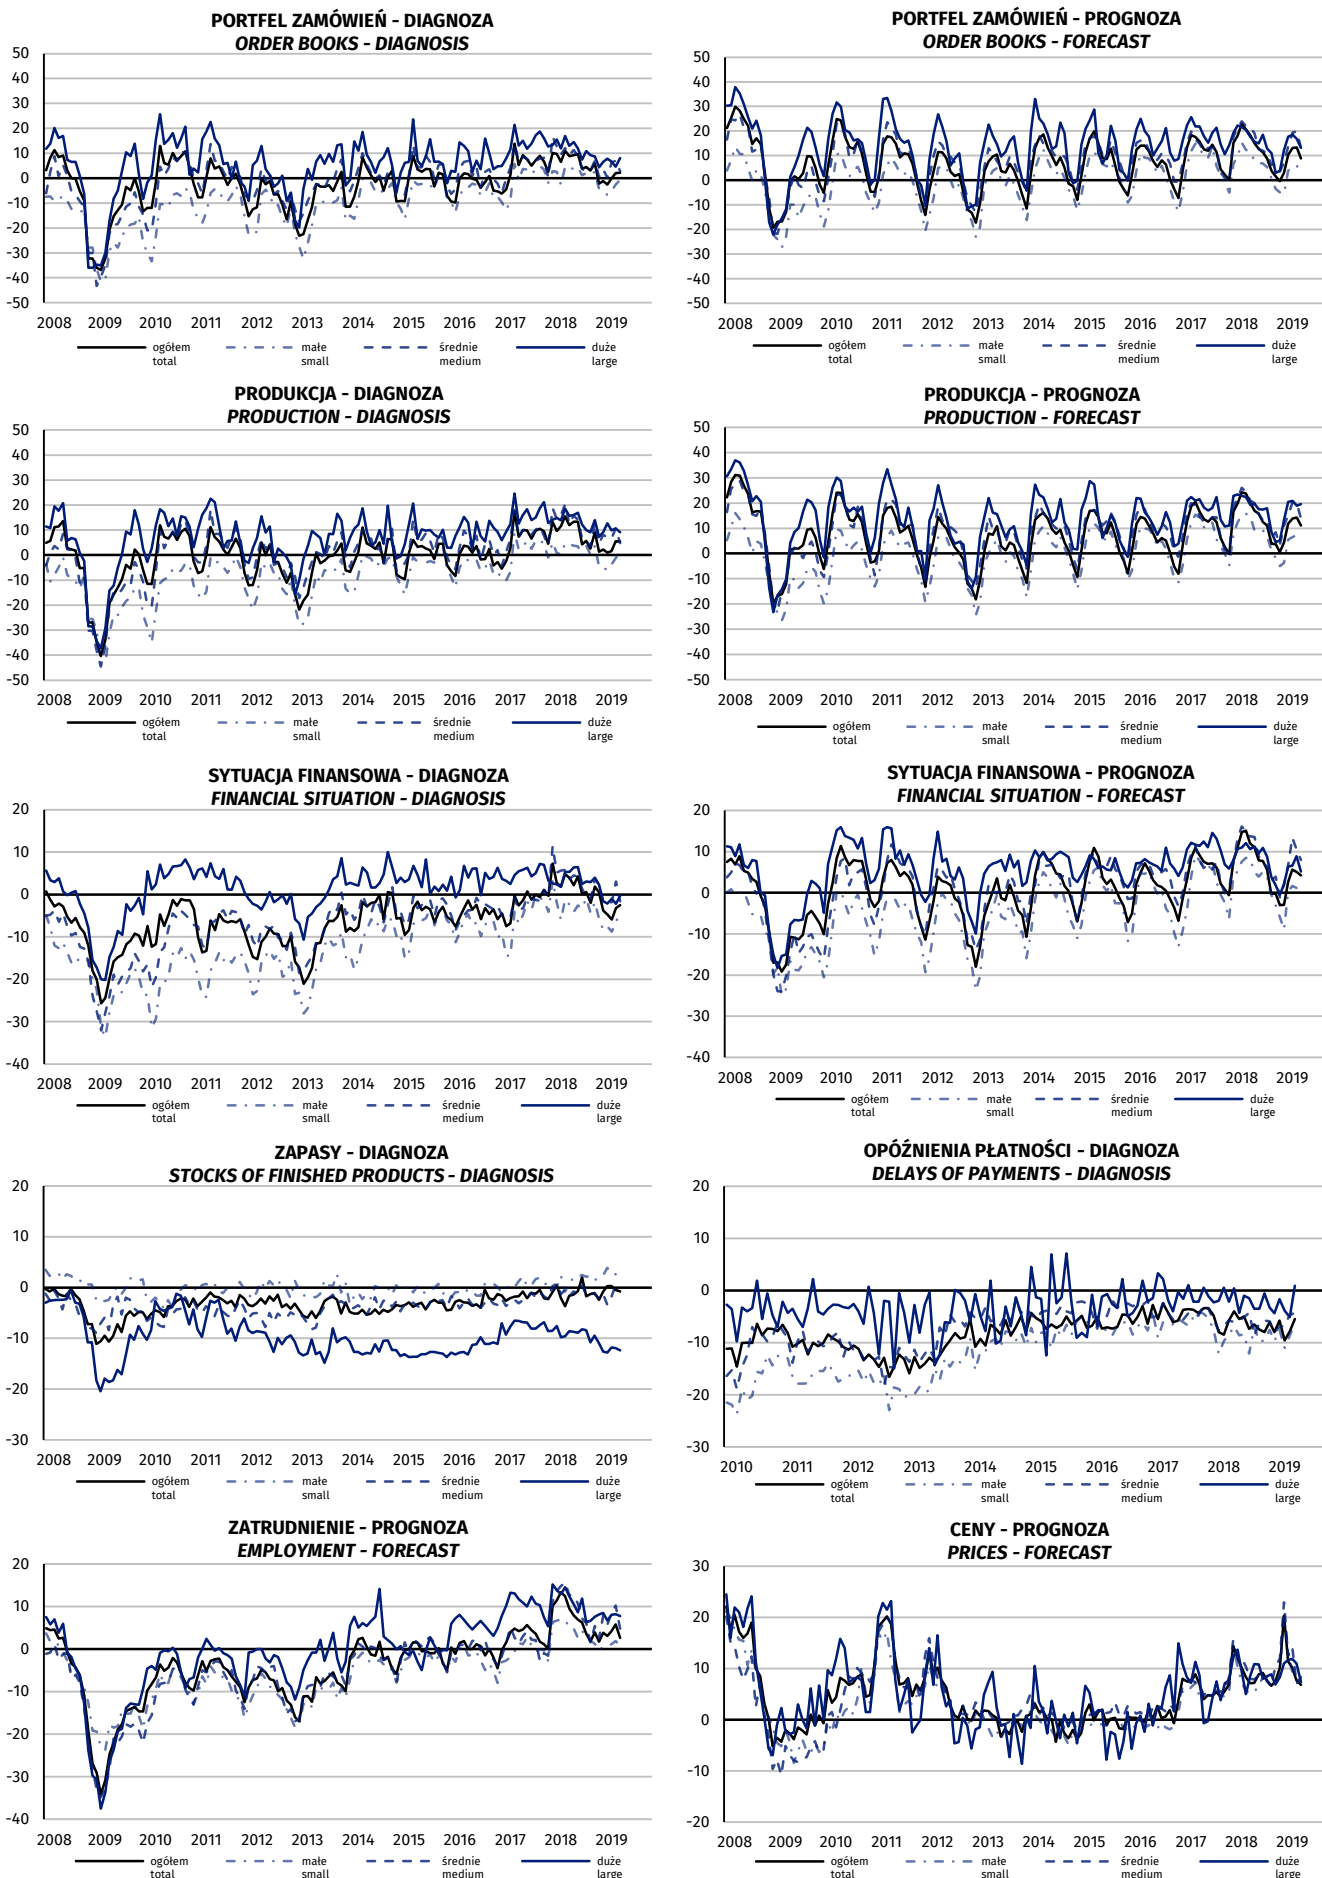 PORTFEL ZAMÓWIEŃ - DIAGNOZA
ORDER BOOKS - DIAGNOSIS
50
40
30
20
10
0
-10
-20
-30
-40
-50
2008 2009 2010 2011 2012 2013 2014 2015 2016 2017 2018 2019
ogółem małe średnie duże
total small medium large
PORTFEL ZAMÓWIEŃ - PROGNOZA
ORDER BOOKS - FORECAST
50
40
30
20
10
0
-10
-20
-30
-40
-50
2008 2009 2010 2011 2012 2013 2014 2015 2016 2017 2018 2019
ogółem małe średnie duże
total small medium large
PRODUKCJA - DIAGNOZA
PRODUCTION - DIAGNOSIS
50
40
30
20
10
0
-10
-20
-30
-40
-50
2008 2009 2010 2011 2012 2013 2014 2015 2016 2017 2018 2019
ogółem małe średnie duże
total small medium large
PRODUKCJA - PROGNOZA
PRODUCTION - FORECAST
50
40
30
20
10
0
-10
-20
-30
-40
-50
2008 2009 2010 2011 2012 2013 2014 2015 2016 2017 2018 2019
ogółem małe średnie duże
total small medium large
SYTUACJA FINANSOWA - DIAGNOZA
FINANCIAL SITUATION - DIAGNOSIS
20
10
0
-10
-20
-30
-40
2008 2009 2010 2011 2012 2013 2014 2015 2016 2017 2018 2019
ogółem małe średnie duże
total small medium large
SYTUACJA FINANSOWA - PROGNOZA
FINANCIAL SITUATION - FORECAST
20
10
0
-10
-20
-30
-40
2008 2009 2010 2011 2012 2013 2014 2015 2016 2017 2018 2019
ogółem małe średnie duże
total small medium large
ZAPASY - DIAGNOZA
STOCKS OF FINISHED PRODUCTS - DIAGNOSIS
20
10
0
-10
-20
-30
2008 2009 2010 2011 2012 2013 2014 2015 2016 2017 2018 2019
ogółem małe średnie duże
total small medium large
OPÓŹNIENIA PŁATNOŚCI - DIAGNOZA
DELAYS OF PAYMENTS - DIAGNOSIS
20
10
0
-10
-20
-30
2010 2011 2012 2013 2014 2015 2016 2017 2018 2019
ogółem małe średnie duże
total small medium large
ZATRUDNIENIE - PROGNOZA
EMPLOYMENT - FORECAST
20
10
0
-10
-20
-30
-40
2008 2009 2010 2011 2012 2013 2014 2015 2016 2017 2018 2019
ogółem małe średnie duże
total small medium large
CENY - PROGNOZA
PRICES - FORECAST
30
20
10
0
-10
-20
2008 2009 2010 2011 2012 2013 2014 2015 2016 2017 2018 2019
ogółem małe średnie duże
total small medium large